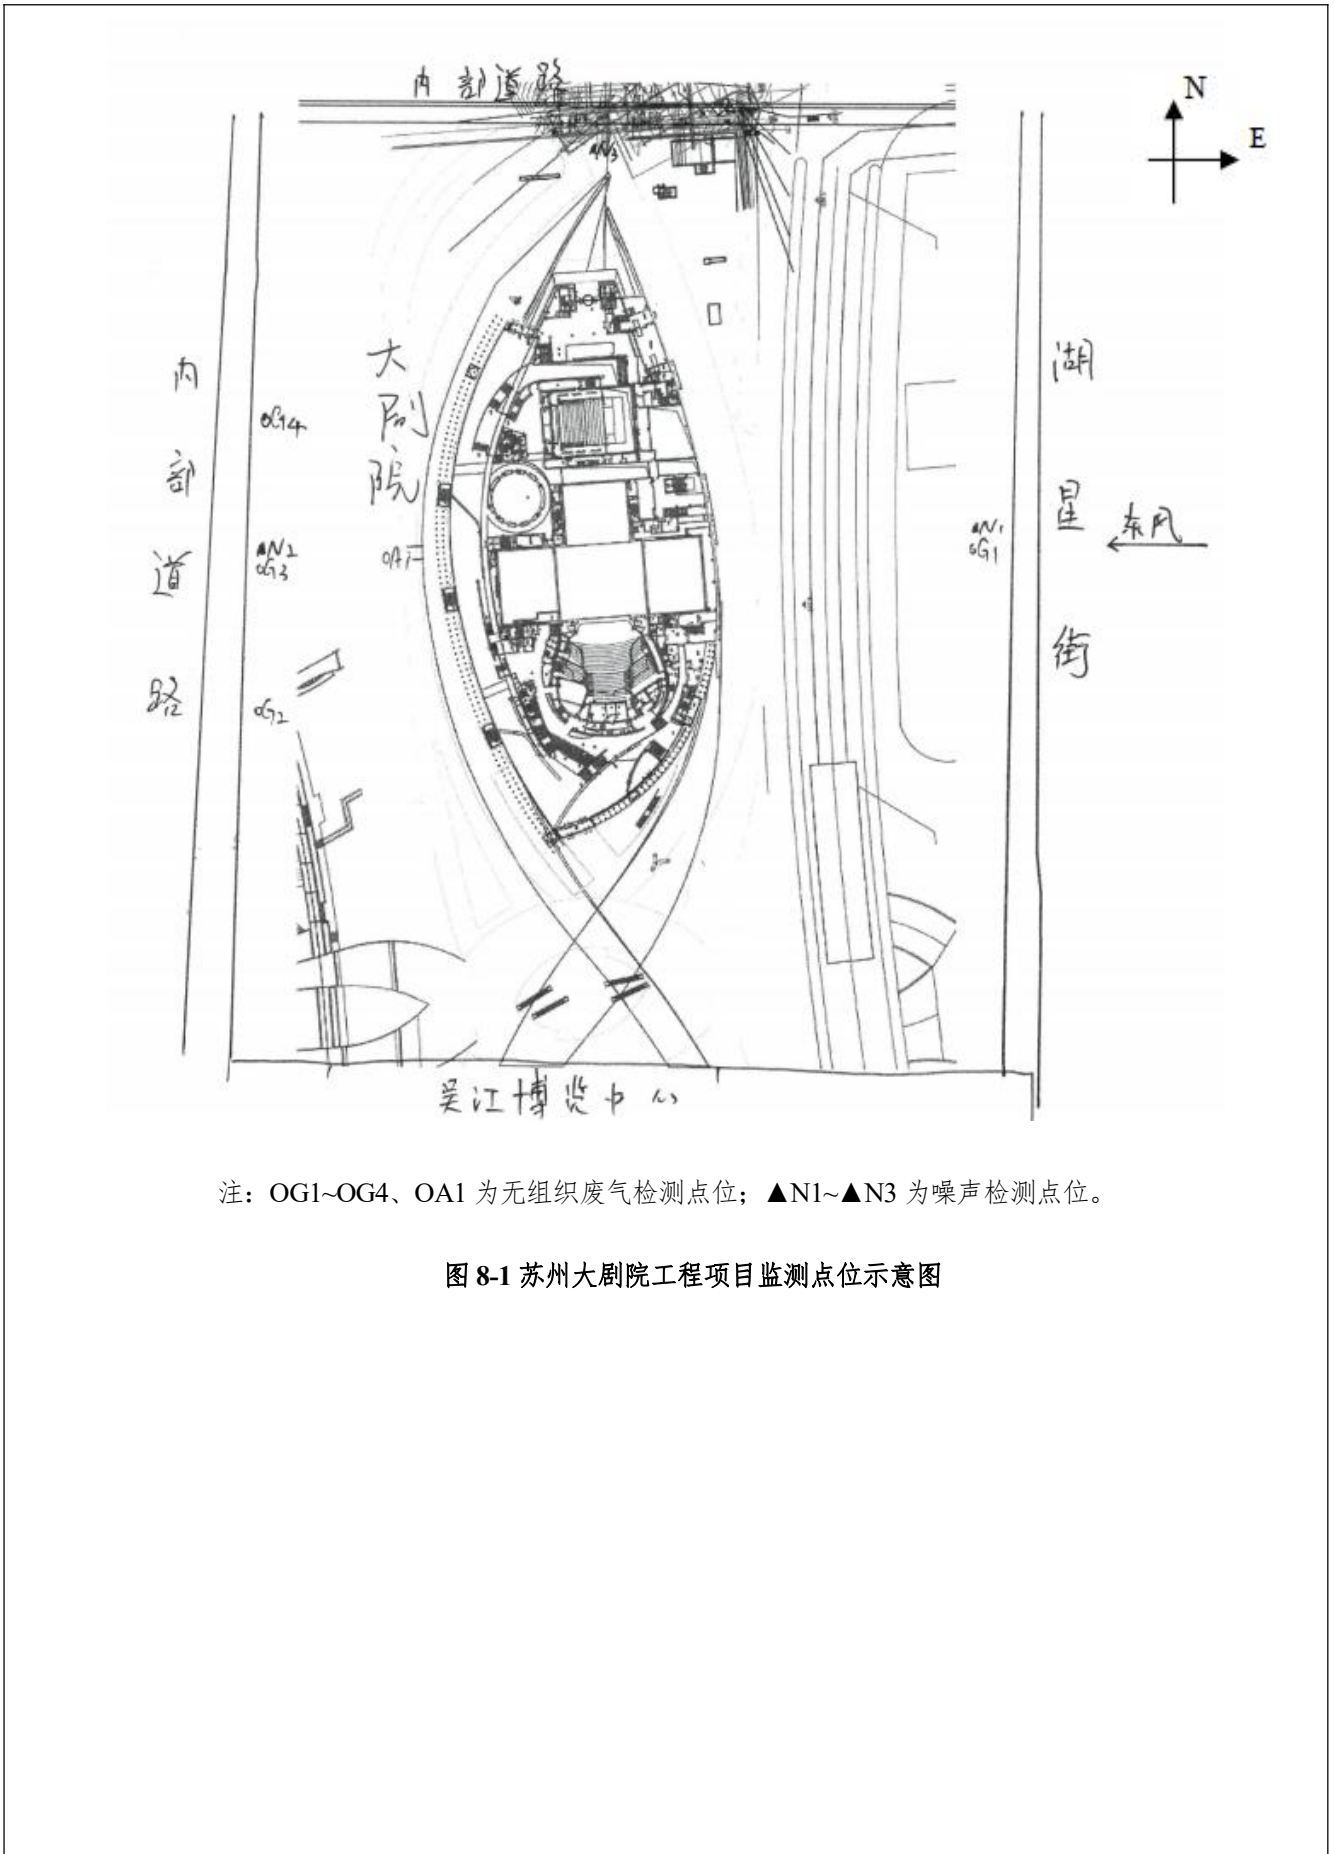 内部道路
N
E
▲N3
大剧院
内部道路
湖星街
OG4
▲N1
OG1
东风
▲N2
OG3
OA1
OG2
吴江博览中心
注：OG1~OG4、OA1 为无组织废气检测点位；▲N1~▲N3 为噪声检测点位。
图 8-1 苏州大剧院工程项目监测点位示意图